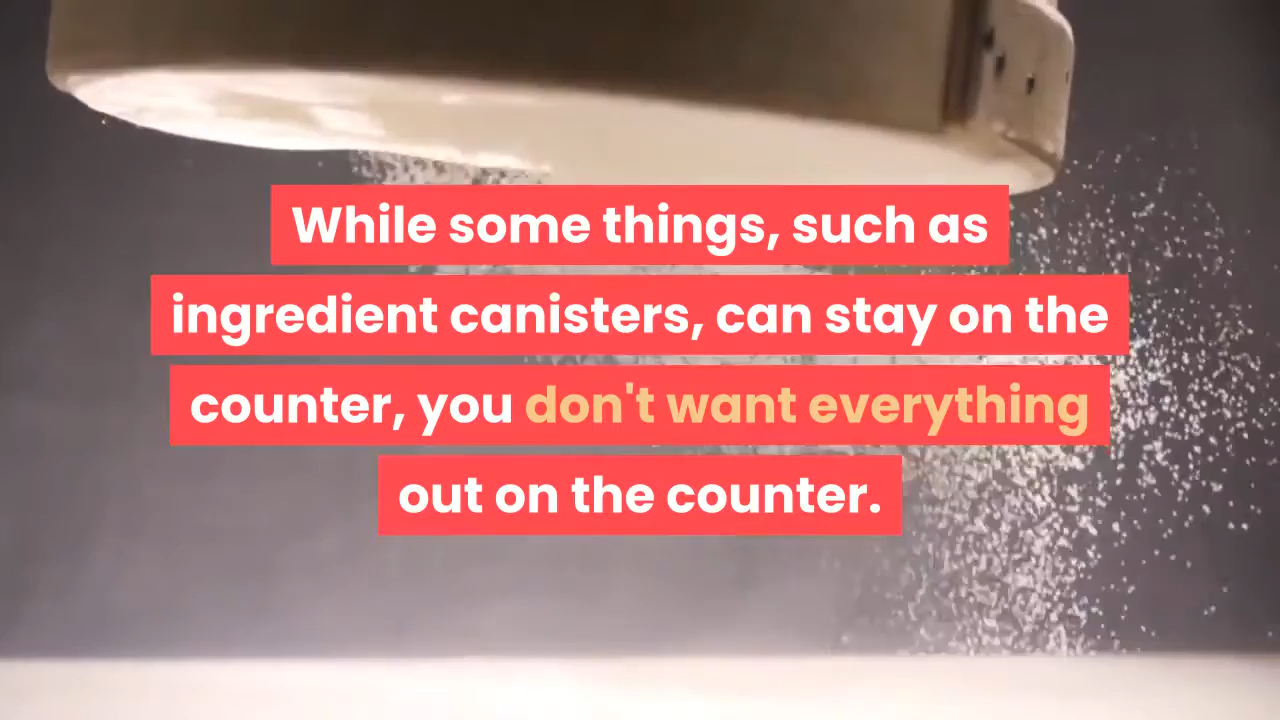 While some things, such as
ingredient canisters, can stay on the
counter, you don't want everything
out on the counter.